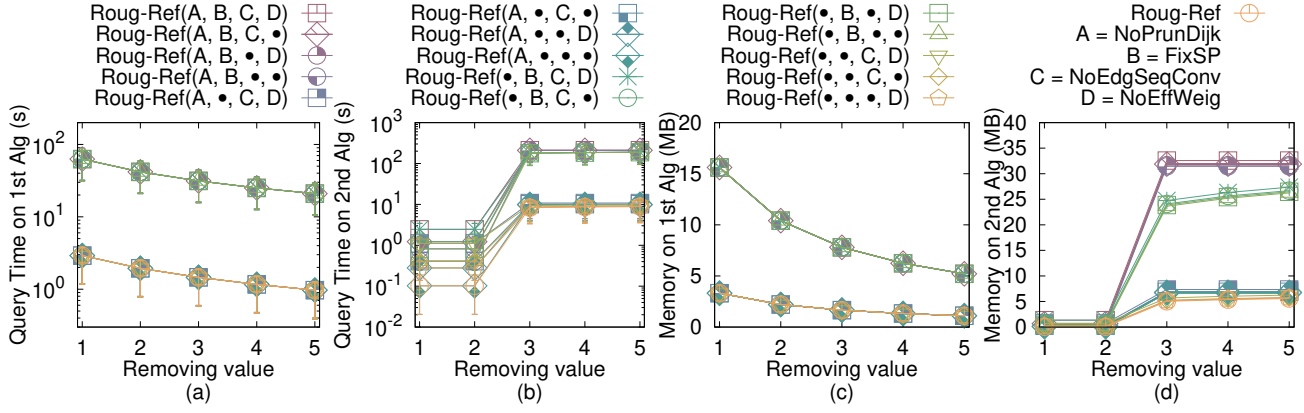 Roug-Ref(A, B, C, D)
Roug-Ref(A, B, C, •)
Roug-Ref(A, B, •, D)
Roug-Ref(A, B, •, •)
Roug-Ref(A, •, C, D)
Roug-Ref(A, •, C, •)
Roug-Ref(A, •, •, D)
Roug-Ref(A, •, •, •)
Roug-Ref(•, B, C, D)
Roug-Ref(•, B, C, •)
Roug-Ref(•, B, •, D)
Roug-Ref(•, B, •, •)
Roug-Ref(•, •, C, D)
Roug-Ref(•, •, C, •)
Roug-Ref(•, •, •, D)
Roug-Ref
A = NoPrunDijk
B = FixSP
C = NoEdgSeqConv
D = NoEffWeig
Query Time on 1st Alg (s)
10^2
10^1
10^0
1 2 3 4 5
Removing value
(a)
Query Time on 2nd Alg (s)
10^3
10^2
10^1
10^0
10^-1
10^-2
1 2 3 4 5
Removing value
(b)
Memory on 1st Alg (MB)
20
15
10
5
0
1 2 3 4 5
Removing value
(c)
Memory on 2nd Alg (MB)
40
35
30
25
20
15
10
5
0
1 2 3 4 5
Removing value
(d)